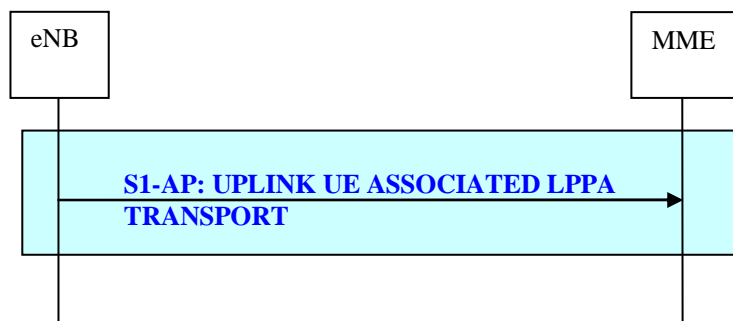 eNB
MME
S1-AP: UPLINK UE ASSOCIATED LPPA
TRANSPORT